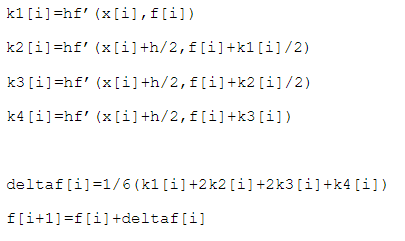 k1[i]=hf’(x[i],f[i])
k2[i]=hf’(x[i]+h/2,f[i]+k1[i]/2)
k3[i]=hf’(x[i]+h/2,f[i]+k2[i]/2)
k4[i]=hf’(x[i]+h/2,f[i]+k3[i])
deltaf[i]=1/6(k1[i]+2k2[i]+2k3[i]+k4[i])
f[i+1]=f[i]+deltaf[i]